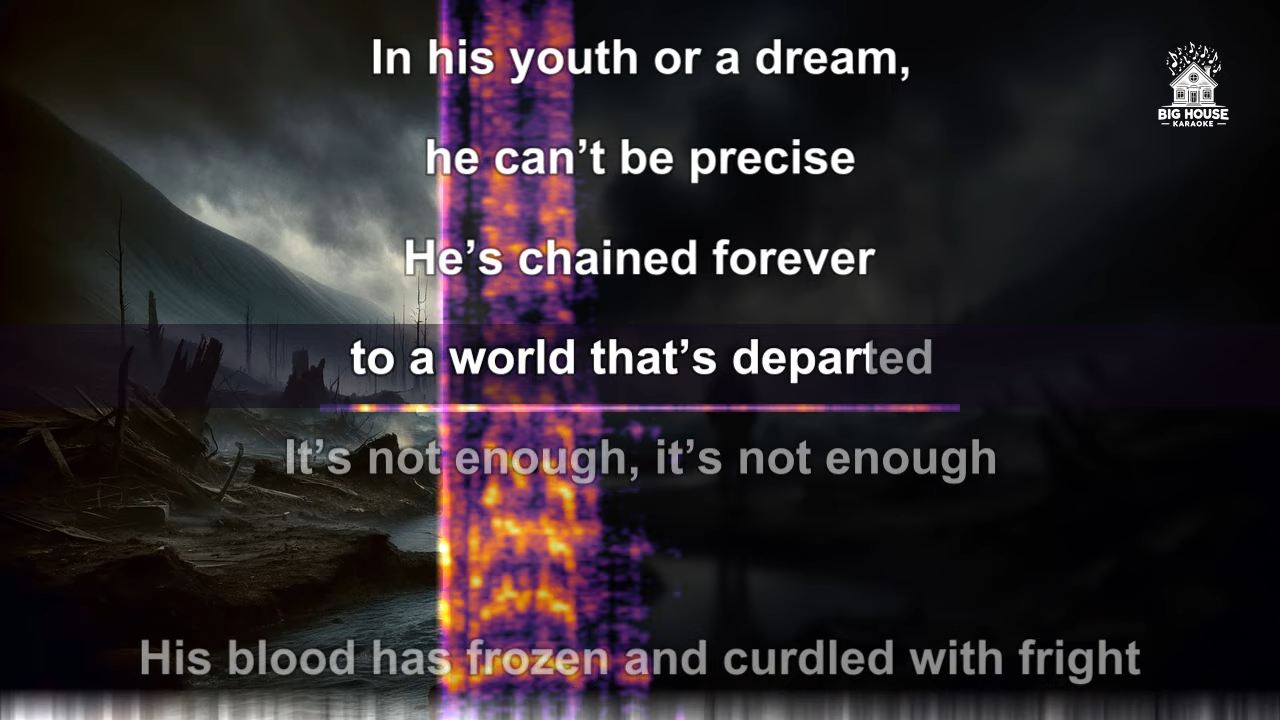 In his youth or a dream,
he can’t be precise
He’s chained forever
to a world that’s departed
It’s not enough, it’s not enough
His blood has frozen and curdled with fright
BIG HOUSE
KARAOKE